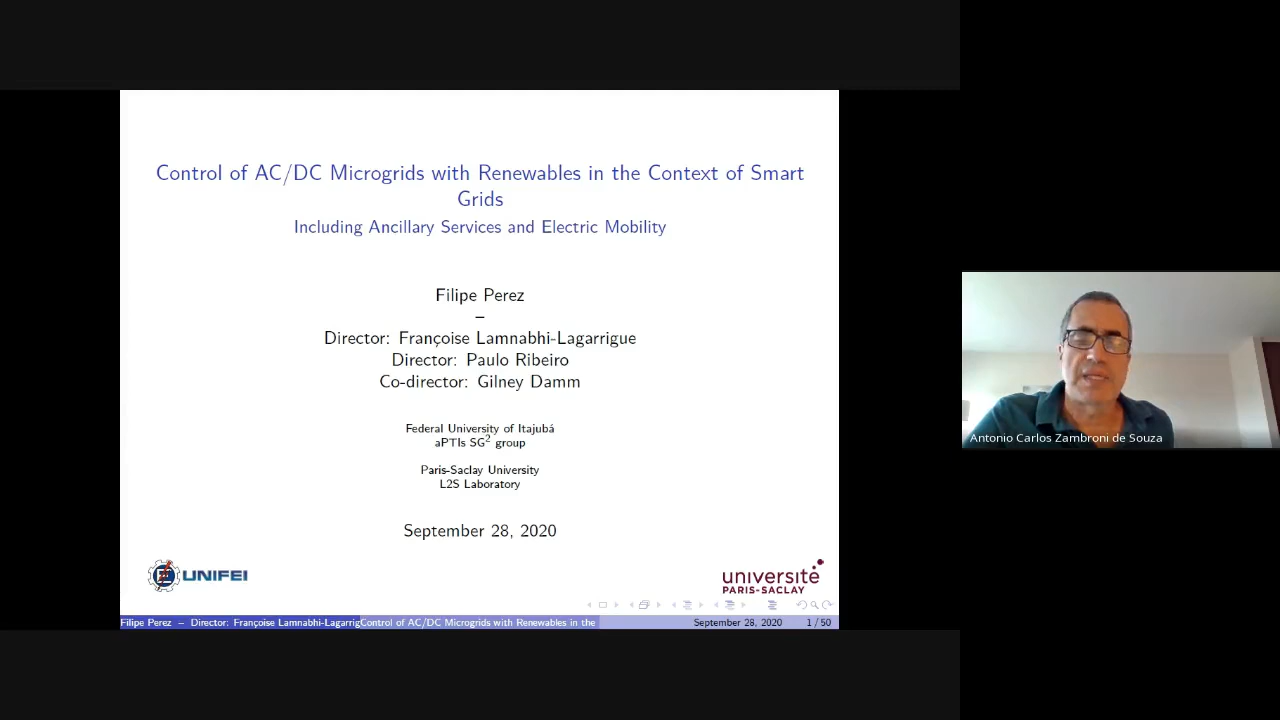 Control of AC/DC Microgrids with Renewables in the Context of Smart
Grids
Including Ancillary Services and Electric Mobility
Filipe Perez
–
Director: Françoise Lamnabhi-Lagarrigue
Director: Paulo Ribeiro
Co-director: Gilney Damm
Federal University of Itajubá
aPTIs SG² group
Paris-Saclay University
L2S Laboratory
September 28, 2020
UNIFEI
université
PARIS-SACLAY
Filipe Perez – Director: Françoise Lamnabhi-Lagarrig
Control of AC/DC Microgrids with Renewables in the
September 28, 2020
1 / 50
Antonio Carlos Zambroni de Souza